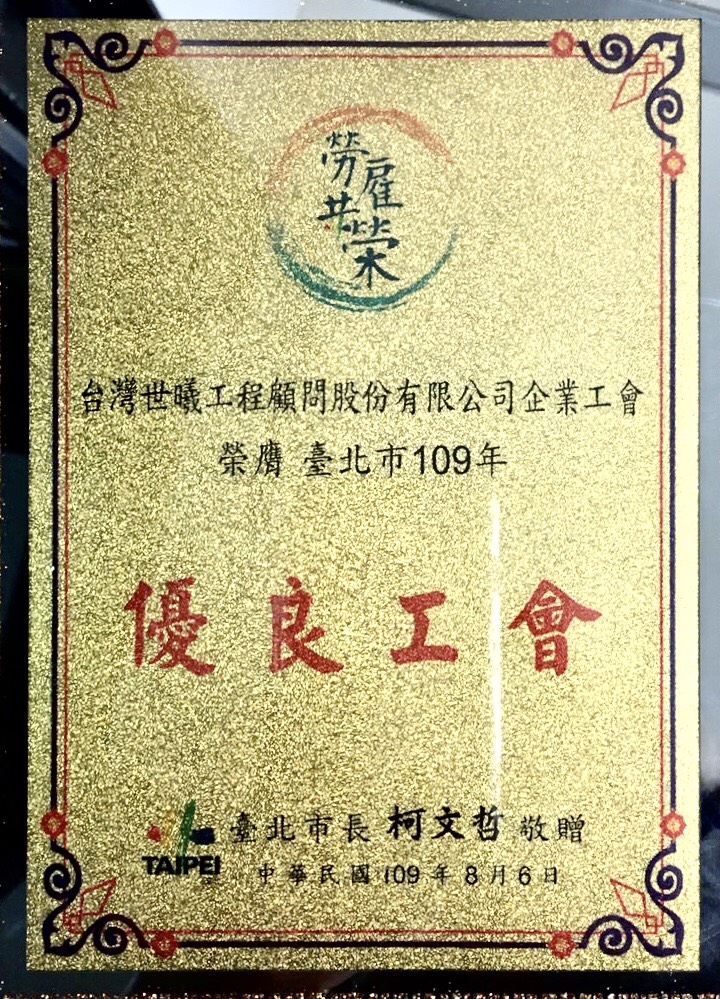 勞雇共榮
台灣世曦工程顧問股份有限公司企業工會
榮膺 臺北市109年
優良工會
臺北市長 柯文哲 敬贈
TAIPEI
中華民國109年8月6日